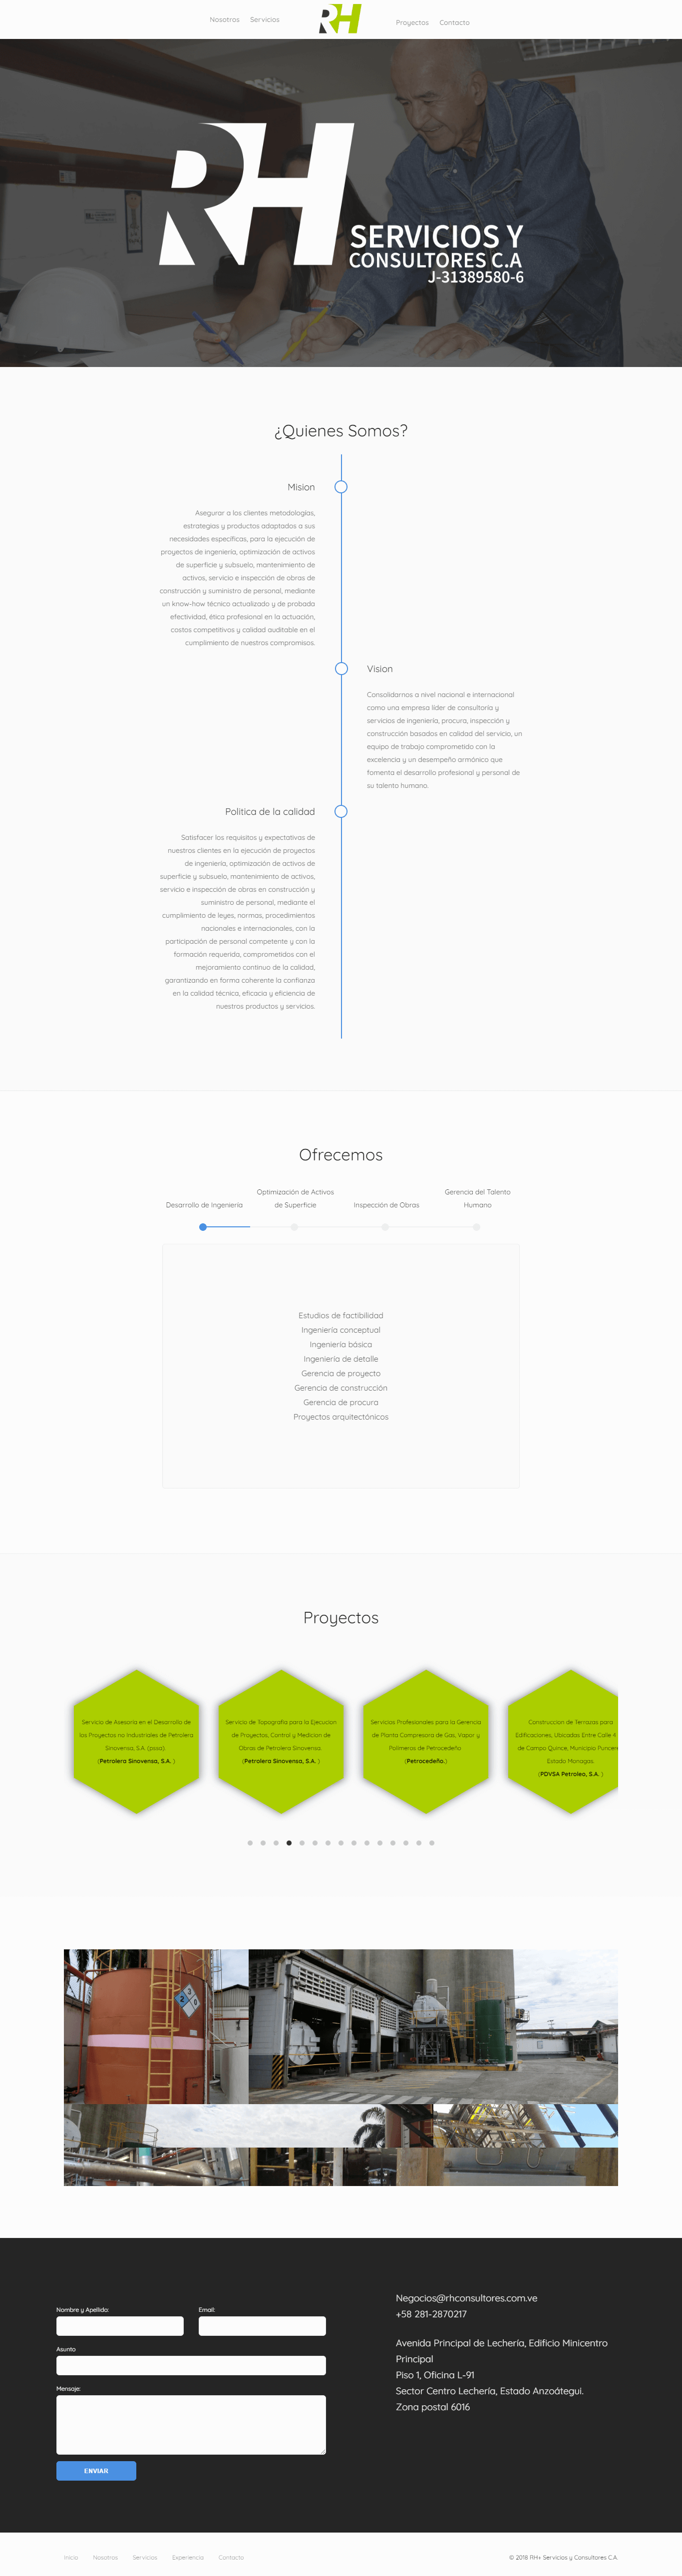 Nosotros Servicios RH Proyectos Contacto
RH SERVICIOS Y
CONSULTORES C.A
J-31389580-6
¿Quienes Somos?
Mision
Asegurar a los clientes metodologías,
estrategias y productos adaptados a sus
necesidades específicas, para la ejecución de
proyectos de ingeniería, optimización de activos
de superficie y subsuelo, mantenimiento de
activos, servicio e inspección de obras de
construcción y suministro de personal, mediante
un know-how técnico actualizado y de probada
efectividad, ética profesional en la actuación,
costos competitivos y calidad auditable en el
cumplimiento de nuestros compromisos.
Vision
Consolidarnos a nivel nacional e internacional
como una empresa líder de consultoría y
servicios de ingeniería, procura, inspección y
construcción basados en calidad del servicio, un
equipo de trabajo comprometido con la
excelencia y un desempeño armónico que
fomenta el desarrollo profesional y personal de
su talento humano.
Politica de la calidad
Satisfacer los requisitos y expectativas de
nuestros clientes en la ejecución de proyectos
de ingeniería, optimización de activos de
superficie y subsuelo, mantenimiento de activos,
servicio e inspección de obras en construcción y
suministro de personal, mediante el
cumplimiento de leyes, normas, procedimientos
nacionales e internacionales, con la
participación de personal competente y con la
formación requerida, comprometidos con el
mejoramiento continuo de la calidad,
garantizando en forma coherente la confianza
en la calidad técnica, eficacia y eficiencia de
nuestros productos y servicios.
Ofrecemos
Desarrollo de Ingeniería
Optimización de Activos
de Superficie
Inspección de Obras
Gerencia del Talento
Humano
Estudios de factibilidad
Ingeniería conceptual
Ingeniería básica
Ingeniería de detalle
Gerencia de proyecto
Gerencia de construcción
Gerencia de procura
Proyectos arquitectónicos
Proyectos
Servicio de Asesoria en el Desarrollo de
los Proyectos no Industriales de Petrolera
Sinovensa, S.A. (pssa).
(Petrolera Sinovensa, S.A. )
Servicio de Topografia para la Ejecucion
de Proyectos, Control y Medicion de
Obras de Petrolera Sinovensa.
(Petrolera Sinovensa, S.A. )
Servicios Profesionales para la Gerencia
de Planta Compresora de Gas, Vapor y
Polimeros de Petrocedeño
(Petrocedeño.)
Construccion de Terrazas para
Edificaciones, Ubicadas Entre Calle 4
de Campo Quince, Municipio Punceres
Estado Monagas.
(PDVSA Petroleo, S.A. )
2 3 0
Nombre y Apellido:
Email:
Asunto
Mensaje:
ENVIAR
Negocios@rhconsultores.com.ve
+58 281-2870217
Avenida Principal de Lechería, Edificio Minicentro
Principal
Piso 1, Oficina L-91
Sector Centro Lechería, Estado Anzoátegui.
Zona postal 6016
Inicio Nosotros Servicios Experiencia Contacto
© 2018 RH+ Servicios y Consultores C.A.